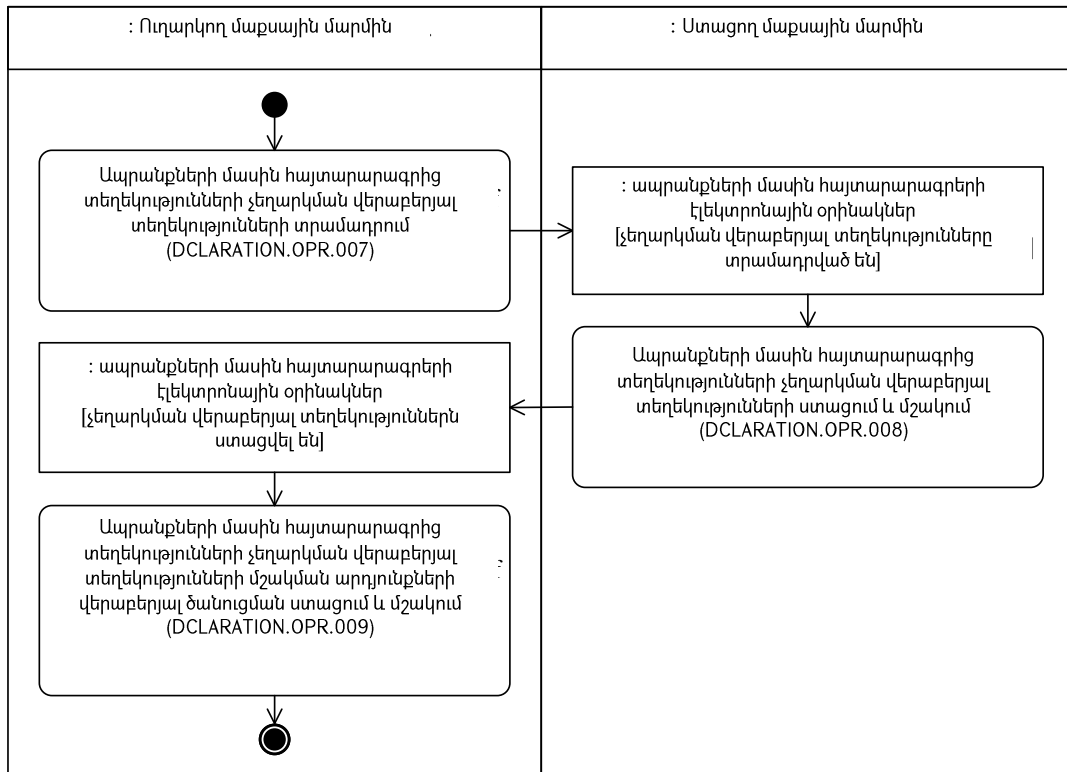 : Ուղարկող մաքսային մարմին
: Ստացող մաքսային մարմին
Ապրանքների մասին հայտարարագրից
տեղեկությունների չեղարկման վերաբերյալ
տեղեկությունների տրամադրում
(DCLARATION.OPR.007)
: ապրանքների մասին հայտարարագրերի
էլեկտրոնային օրինակներ
[չեղարկման վերաբերյալ տեղեկությունները
տրամադրված են]
Ապրանքների մասին հայտարարագրից
տեղեկությունների չեղարկման վերաբերյալ
տեղեկությունների ստացում և մշակում
(DCLARATION.OPR.008)
: ապրանքների մասին հայտարարագրերի
էլեկտրոնային օրինակներ
[չեղարկման վերաբերյալ տեղեկություններն
ստացվել են]
Ապրանքների մասին հայտարարագրից
տեղեկությունների չեղարկման վերաբերյալ
տեղեկությունների մշակման արդյունքների
վերաբերյալ ծանուցման ստացում և մշակում
(DCLARATION.OPR.009)